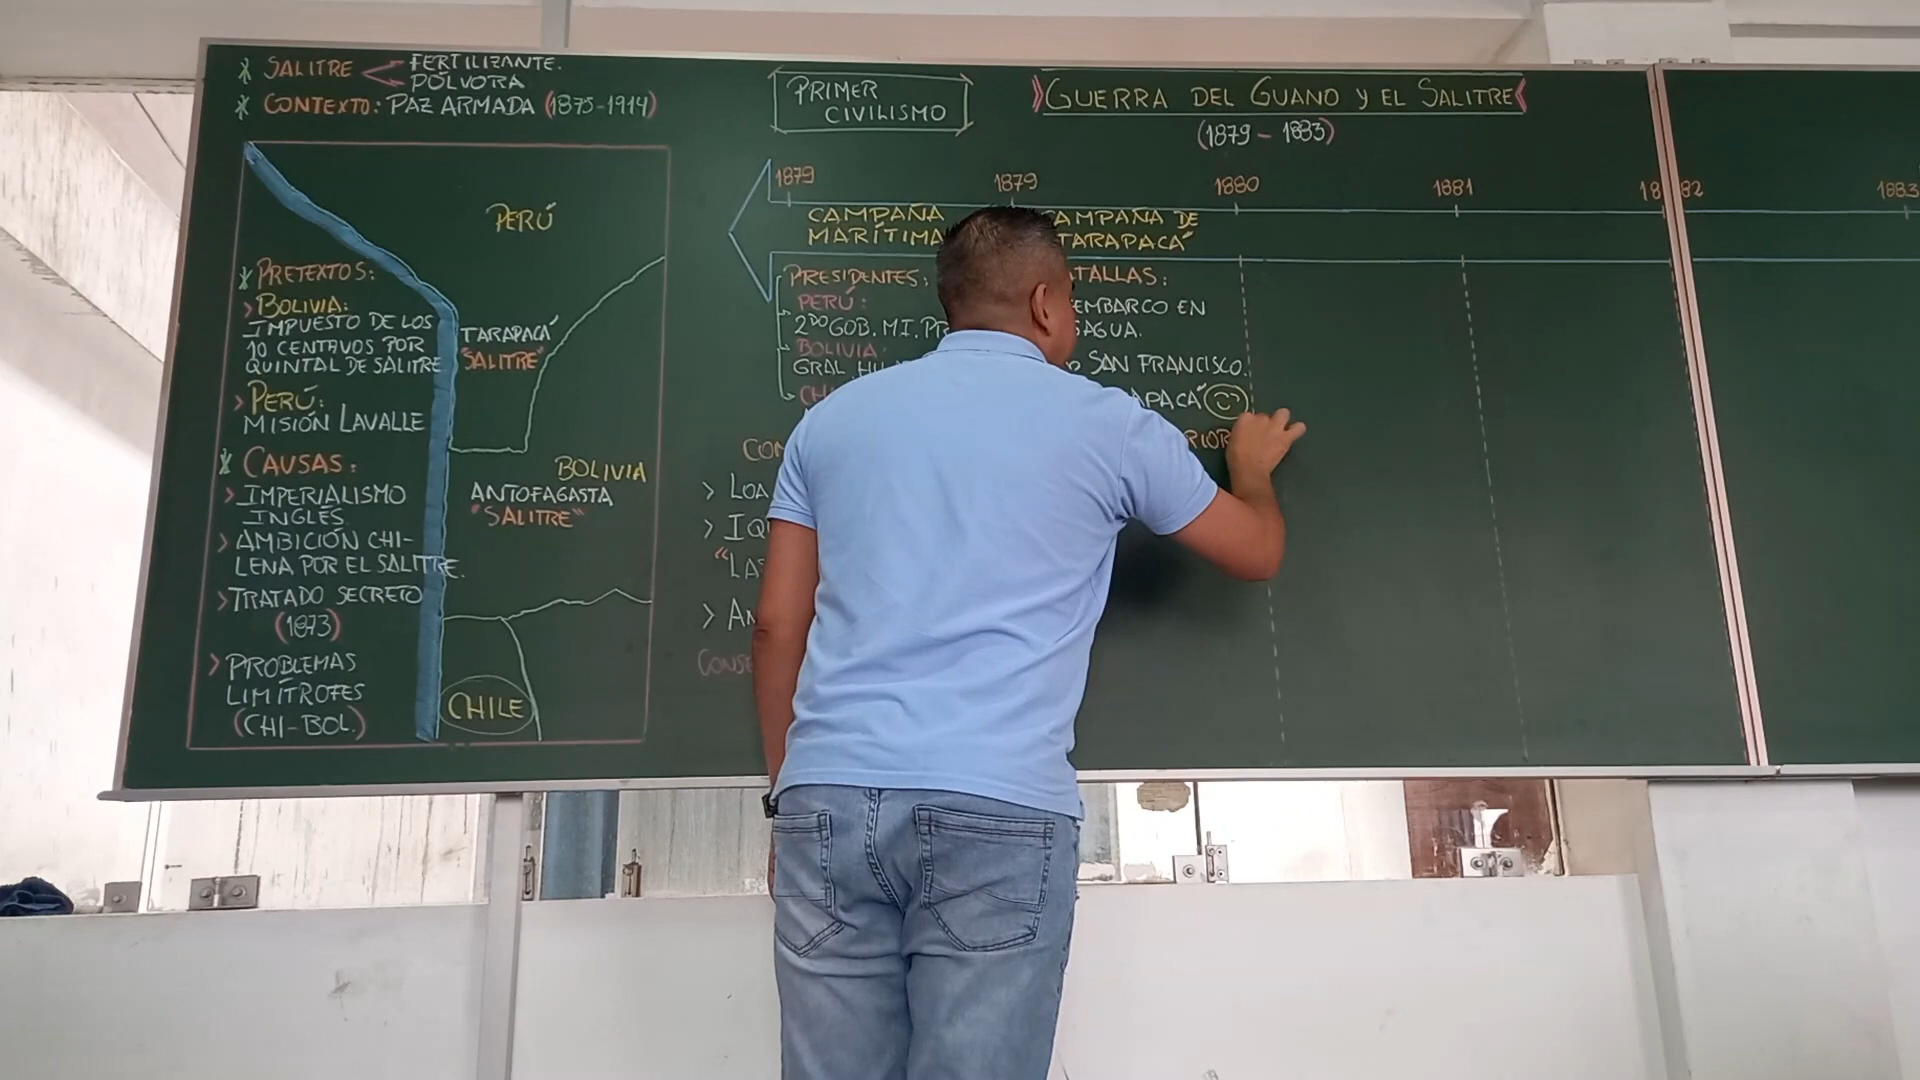 * SALITRE
FERTILIZANTE.
PÓLVORA
* CONTEXTO: PAZ ARMADA (1875-1914)
PERÚ
* PRETEXTOS:
> BOLIVIA:
IMPUESTO DE LOS
10 CENTAVOS POR
QUINTAL DE SALITRE
> PERÚ:
MISIÓN LAVALLE
* CAUSAS:
> IMPERIALISMO
INGLÉS
> AMBICIÓN CHI-
LENA POR EL SALITRE.
> TRATADO SECRETO
(1873)
> PROBLEMAS
LIMÍTROFES
(CHI-BOL.)
TARAPACÁ
"SALITRE"
BOLIVIA
ANTOFAGASTA
"SALITRE"
CHILE
PRIMER
CIVILISMO
GUERRA DEL GUANO Y EL SALITRE
(1879 - 1883)
1879
1879
1880
1881
1882
1883
CAMPAÑA
MARÍTIMA
CAMPAÑA DE
TARAPACÁ
PRESIDENTES:
PERÚ:
2DO GOB. M.I.
BOLIVIA:
GRAL.
EN
SAN FRANCISCO.